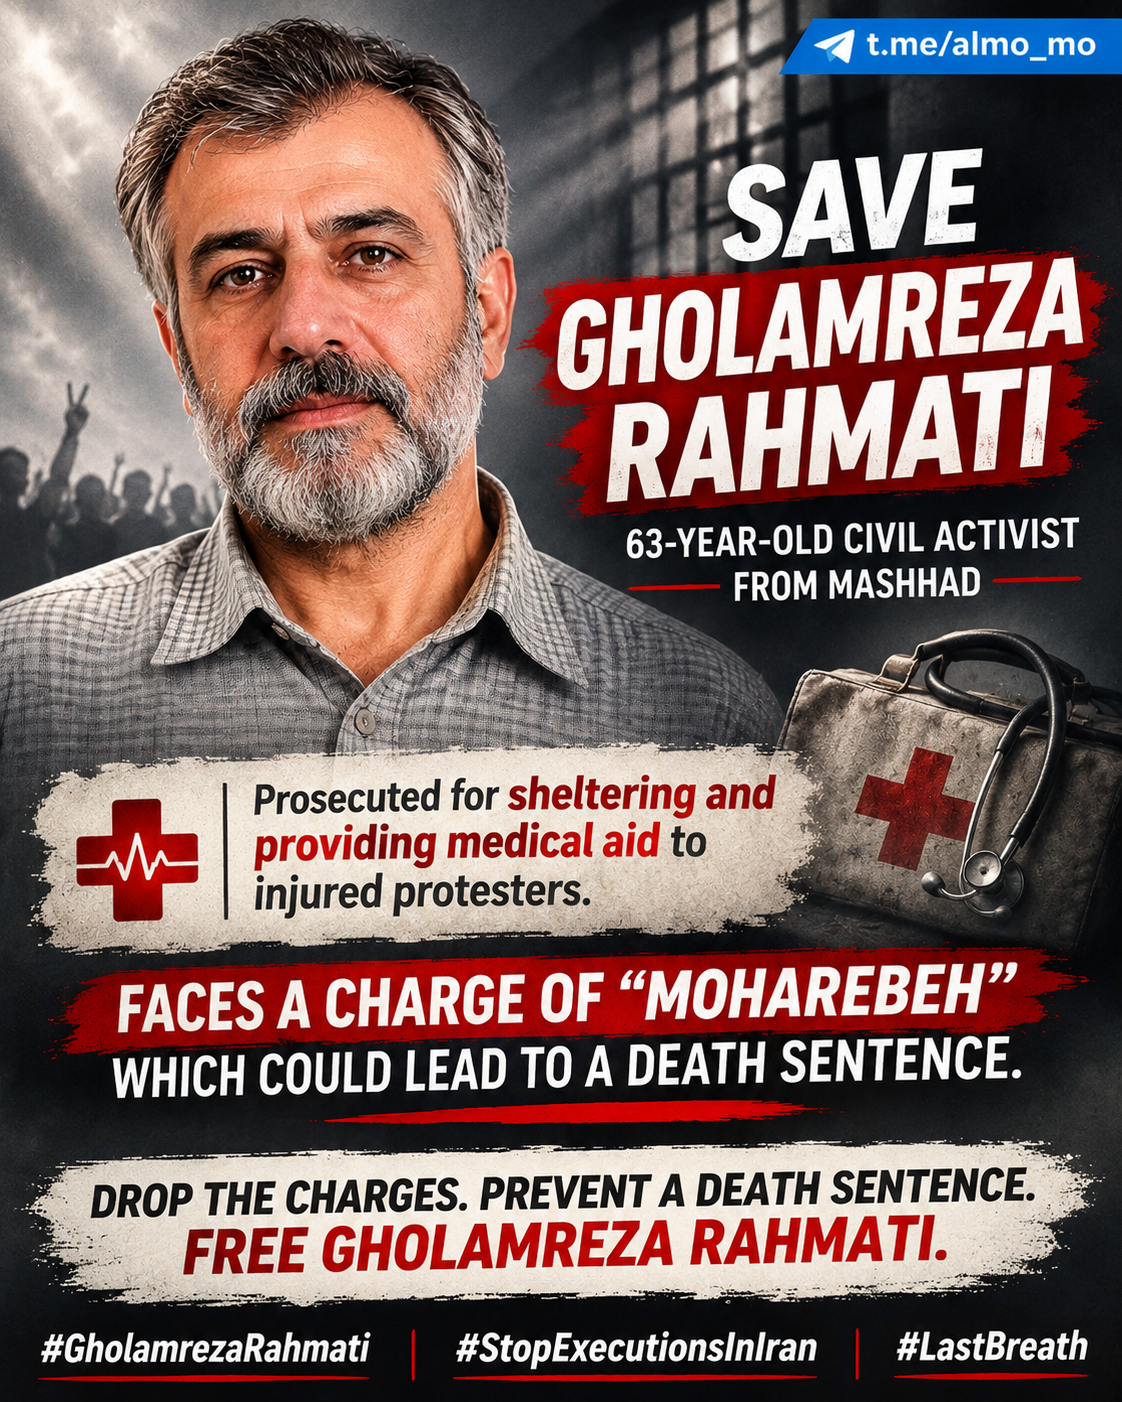 t.me/almo_mo
SAVE
GHOLAMREZA
RAHMATI
63-YEAR-OLD CIVIL ACTIVIST
FROM MASHHAD
Prosecuted for sheltering and
providing medical aid to
injured protesters.
FACES A CHARGE OF “MOHAREBEH”
WHICH COULD LEAD TO A DEATH SENTENCE.
DROP THE CHARGES. PREVENT A DEATH SENTENCE.
FREE GHOLAMREZA RAHMATI.
#GholamrezaRahmati
#StopExecutionsInIran
#LastBreath